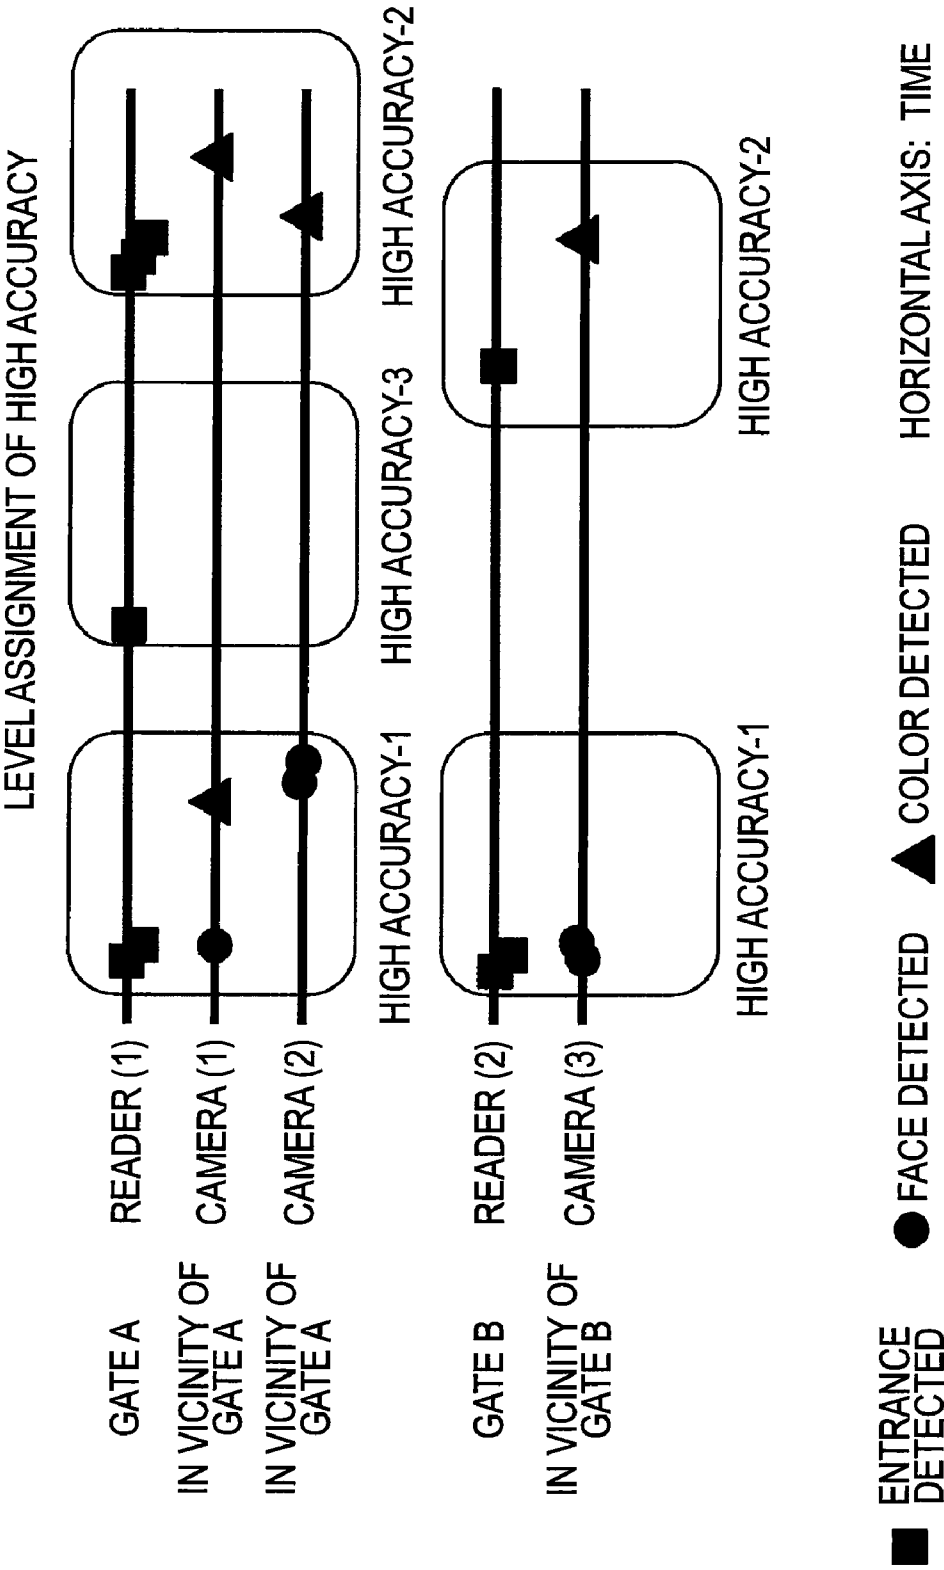 LEVEL ASSIGNMENT OF HIGH ACCURACY
GATE A
READER (1)
IN VICINITY OF
GATE A
CAMERA (1)
IN VICINITY OF
GATE A
CAMERA (2)
HIGH ACCURACY-1
HIGH ACCURACY-3
HIGH ACCURACY-2
GATE B
READER (2)
IN VICINITY OF
GATE B
CAMERA (3)
HIGH ACCURACY-1
HIGH ACCURACY-2
ENTRANCE
DETECTED
FACE DETECTED
COLOR DETECTED
HORIZONTAL AXIS: TIME